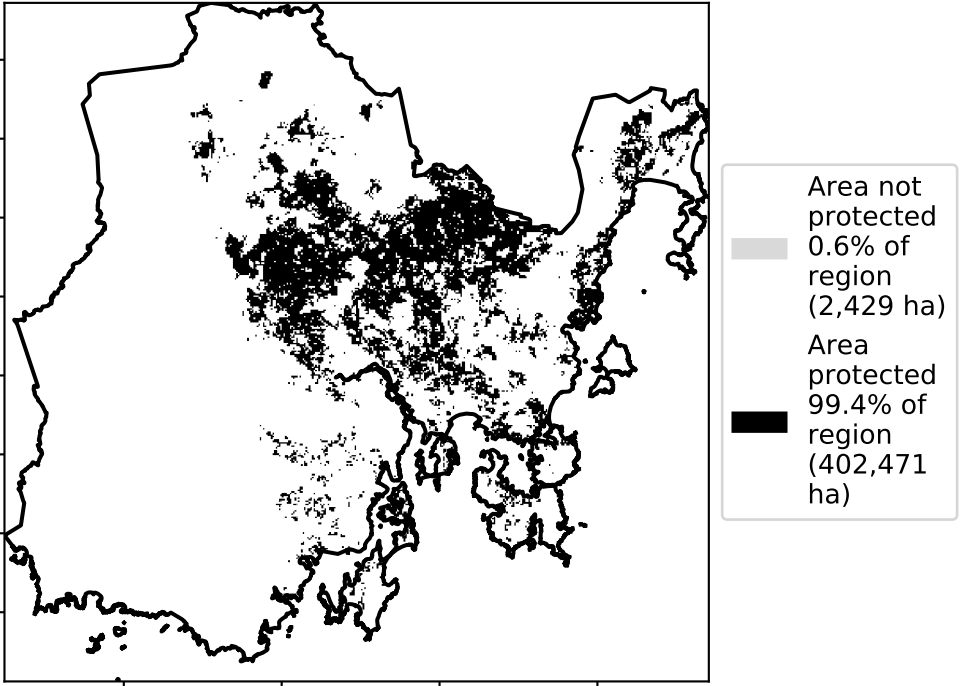 Area not
protected
0.6% of
region
(2,429 ha)
Area
protected
99.4% of
region
(402,471
ha)